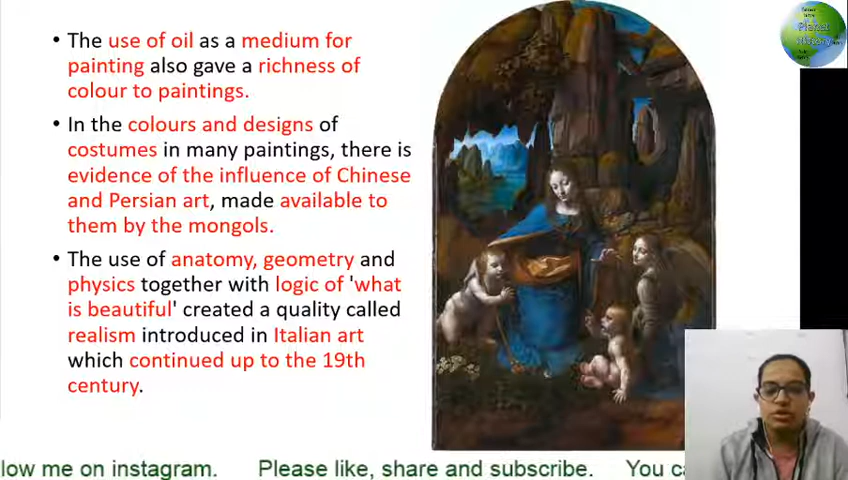 • The use of oil as a medium for
painting also gave a richness of
colour to paintings.
• In the colours and designs of
costumes in many paintings, there is
evidence of the influence of Chinese
and Persian art, made available to
them by the mongols.
• The use of anatomy, geometry and
physics together with logic of 'what
is beautiful' created a quality called
realism introduced in Italian art
which continued up to the 19th
century.
Planet
History
low me on instagram. Please like, share and subscribe. You ca